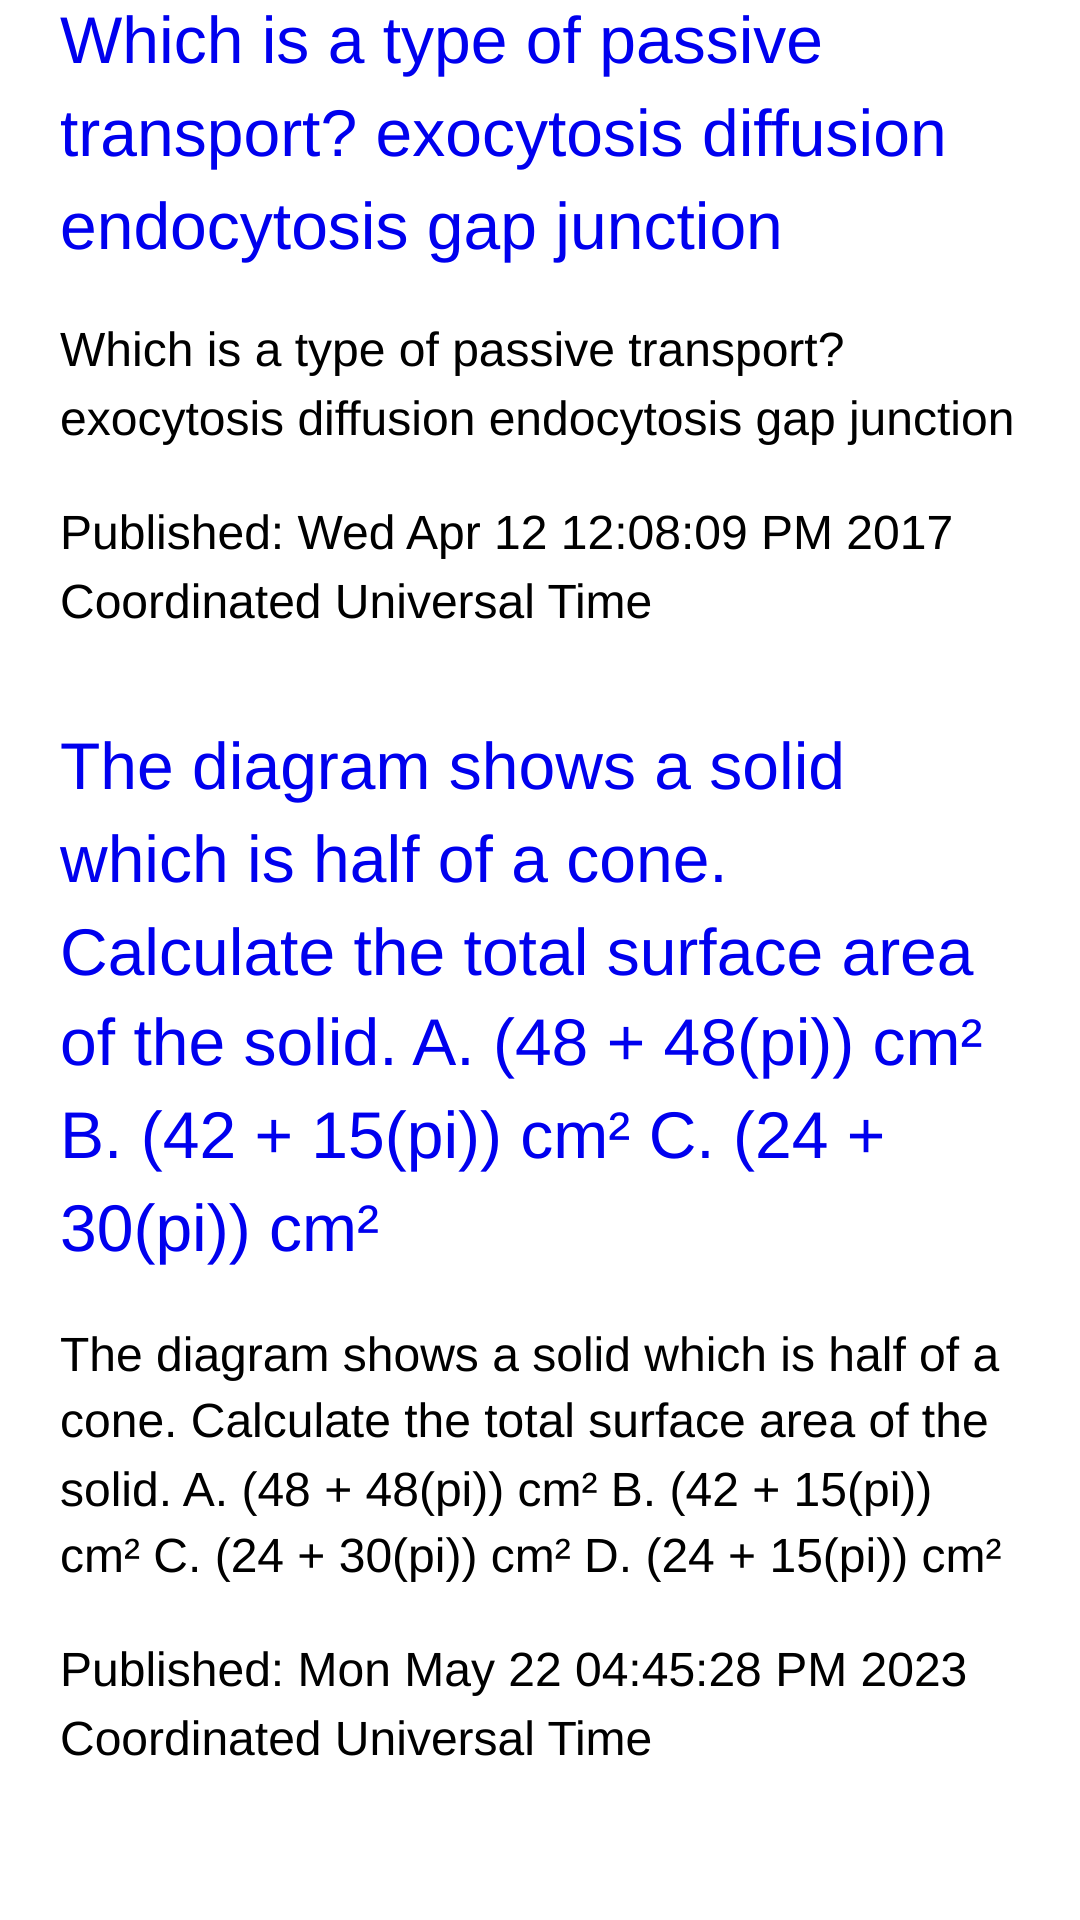 Which is a type of passive
transport? exocytosis diffusion
endocytosis gap junction
Which is a type of passive transport?
exocytosis diffusion endocytosis gap junction
Published: Wed Apr 12 12:08:09 PM 2017
Coordinated Universal Time
The diagram shows a solid
which is half of a cone.
Calculate the total surface area
of the solid. A. (48 + 48(pi)) cm²
B. (42 + 15(pi)) cm² C. (24 +
30(pi)) cm²
The diagram shows a solid which is half of a
cone. Calculate the total surface area of the
solid. A. (48 + 48(pi)) cm² B. (42 + 15(pi))
cm² C. (24 + 30(pi)) cm² D. (24 + 15(pi)) cm²
Published: Mon May 22 04:45:28 PM 2023
Coordinated Universal Time